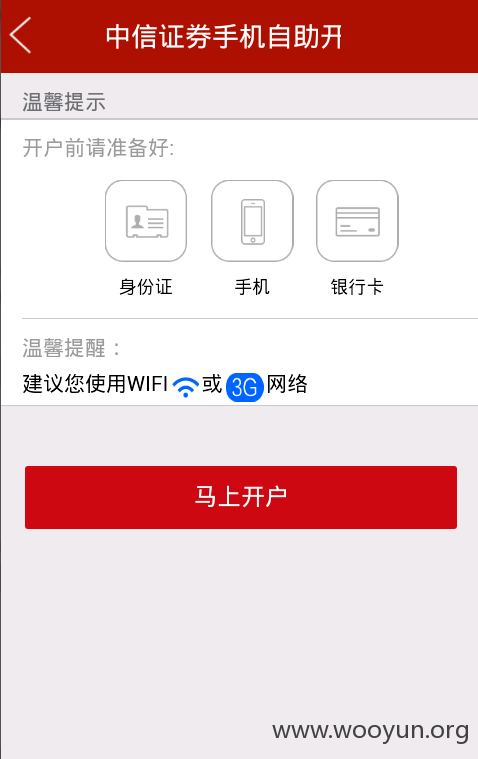 中信证券手机自助开
温馨提示
开户前请准备好:
身份证 手机 银行卡
温馨提醒：
建议您使用WIFI 或 3G 网络
马上开户
www.wooyun.org